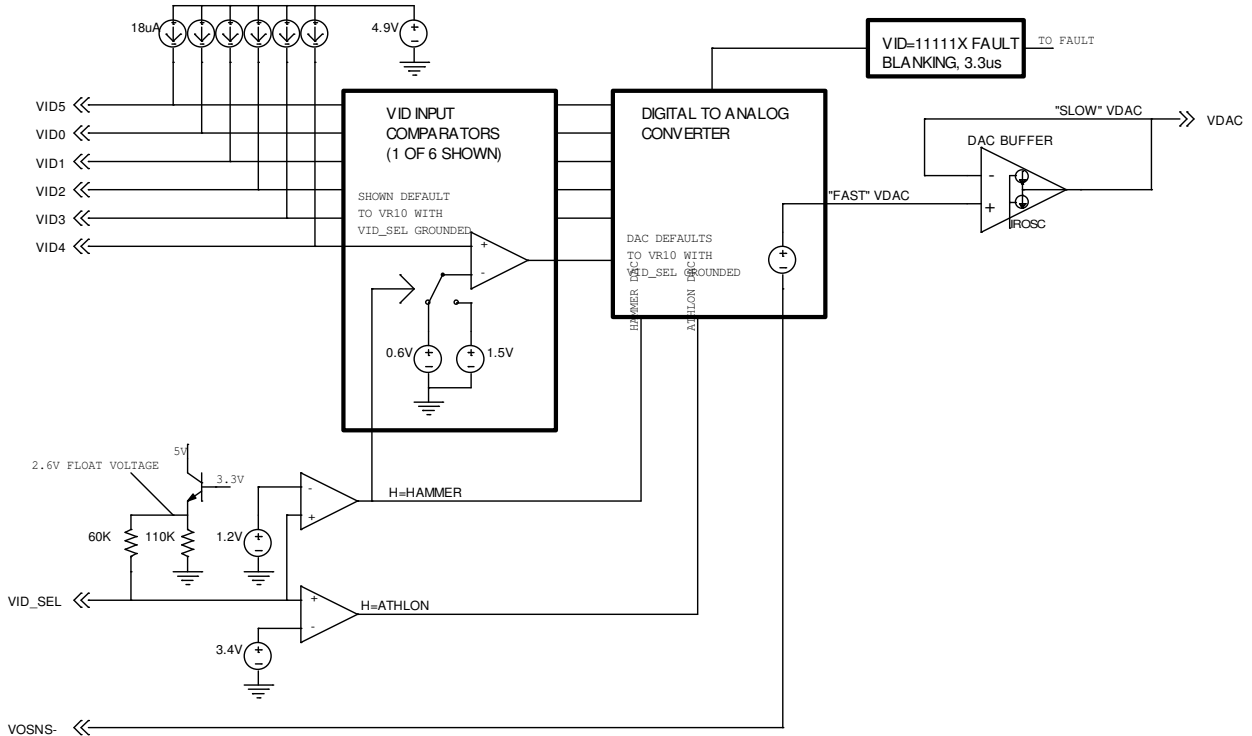 18uA
4.9V
VID=11111X FAULT
BLANKING, 3.3us
TO FAULT
VID5
VID0
VID1
VID2
VID3
VID4
VID INPUT
COMPARATORS
(1 OF 6 SHOWN)
SHOWN DEFAULT
TO VR10 WITH
VID_SEL GROUNDED
+
-
0.6V
+
-
+
-
1.5V
DIGITAL TO ANALOG
CONVERTER
DAC DEFAULTS
TO VR10 WITH
VID_SEL GROUNDED
HAMMER DAC
ATHLON DAC
+
-
"FAST" VDAC
"SLOW" VDAC
VDAC
DAC BUFFER
-
+
IROSC
5V
3.3V
2.6V FLOAT VOLTAGE
60K
110K
1.2V
+
-
-
+
H=HAMMER
VID_SEL
+
-
H=ATHLON
3.4V
+
-
VOSNS-